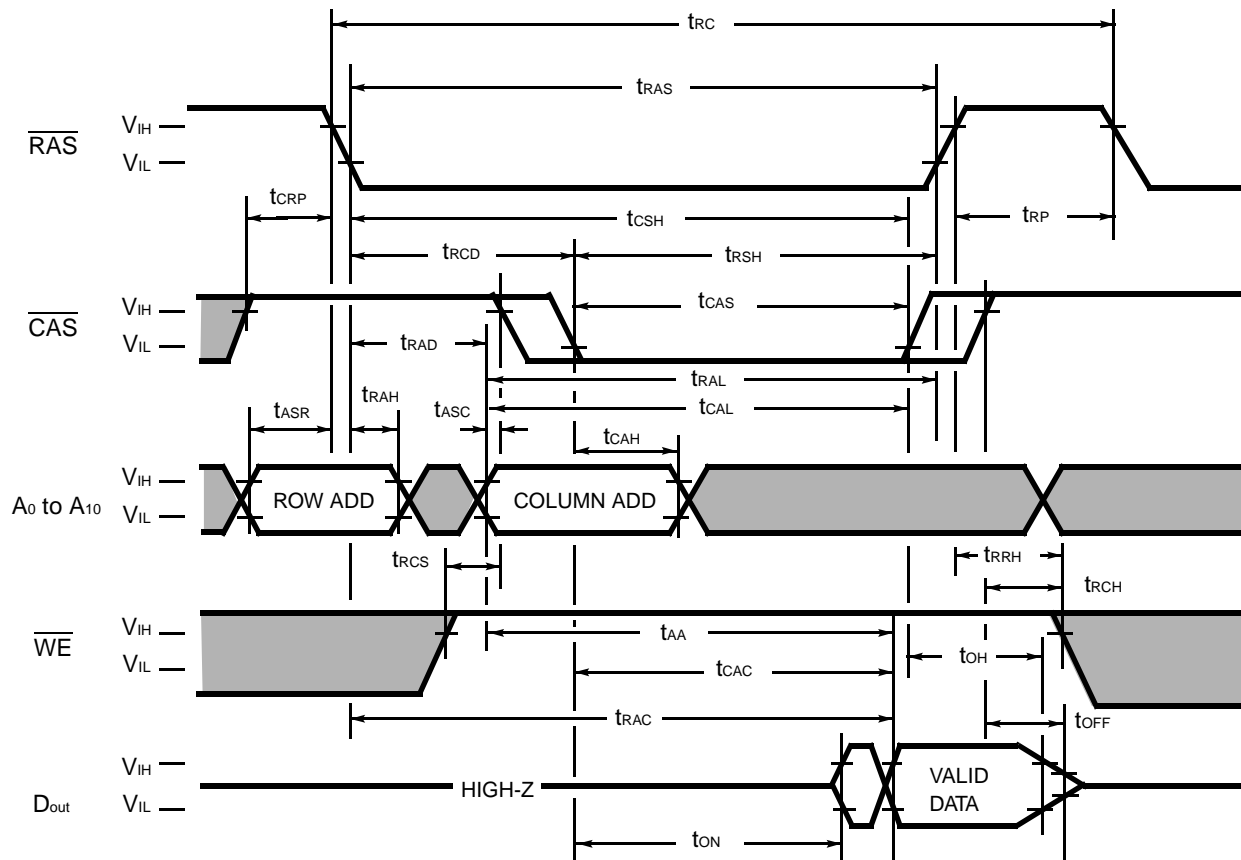 tRC
tRAS
RAS
VIH
VIL
tCRP
tCSH
tRP
tRCD
tRSH
CAS
VIH
VIL
tCAS
tRAD
tRAL
tRAH
tASR
tASC
tCAL
tCAH
A0 to A10
VIH
VIL
ROW ADD
COLUMN ADD
tRCS
tRRH
tRCH
WE
VIH
VIL
tAA
tOH
tCAC
tRAC
tOFF
Dout
VIH
VIL
HIGH-Z
VALID
DATA
tON